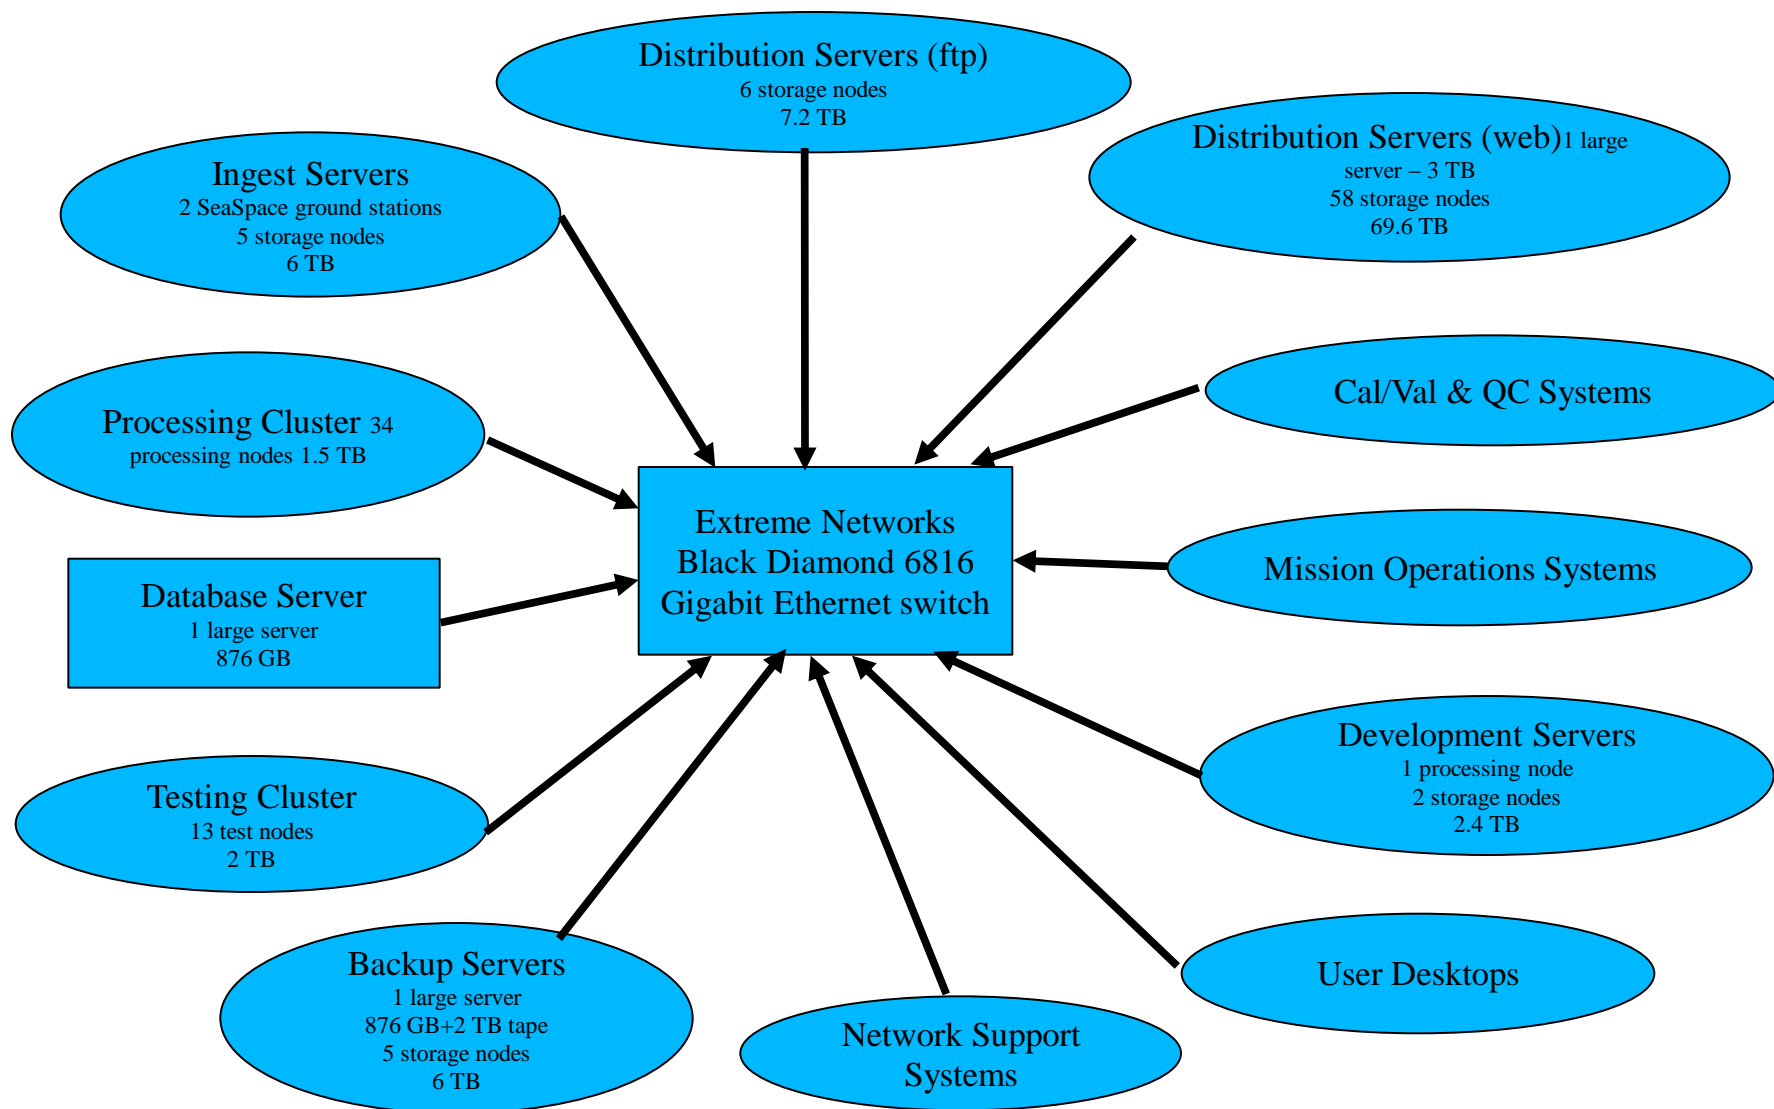 Distribution Servers (ftp)
6 storage nodes
7.2 TB
Distribution Servers (web)1 large
server – 3 TB
58 storage nodes
69.6 TB
Ingest Servers
2 SeaSpace ground stations
5 storage nodes
6 TB
Cal/Val & QC Systems
Processing Cluster 34
processing nodes 1.5 TB
Extreme Networks
Black Diamond 6816
Gigabit Ethernet switch
Mission Operations Systems
Database Server
1 large server
876 GB
Development Servers
1 processing node
2 storage nodes
2.4 TB
Testing Cluster
13 test nodes
2 TB
Backup Servers
1 large server
876 GB+2 TB tape
5 storage nodes
6 TB
User Desktops
Network Support
Systems